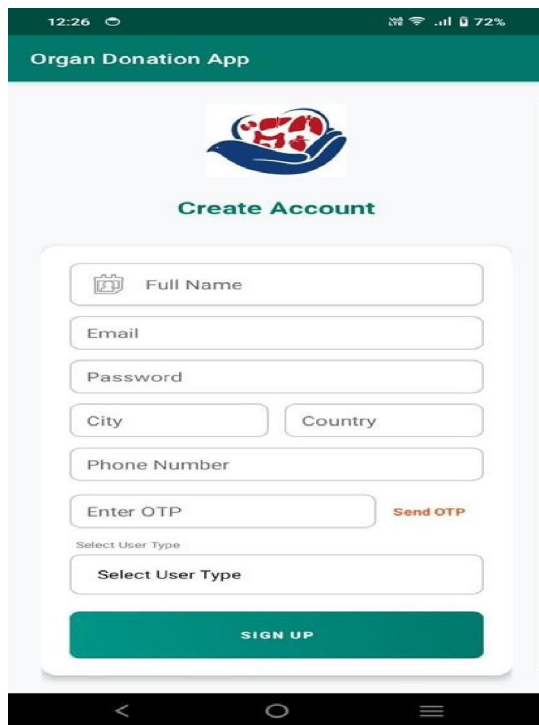 12:26 72%
Organ Donation App
Create Account
Full Name
Email
Password
City Country
Phone Number
Enter OTP Send OTP
Select User Type
Select User Type
SIGN UP